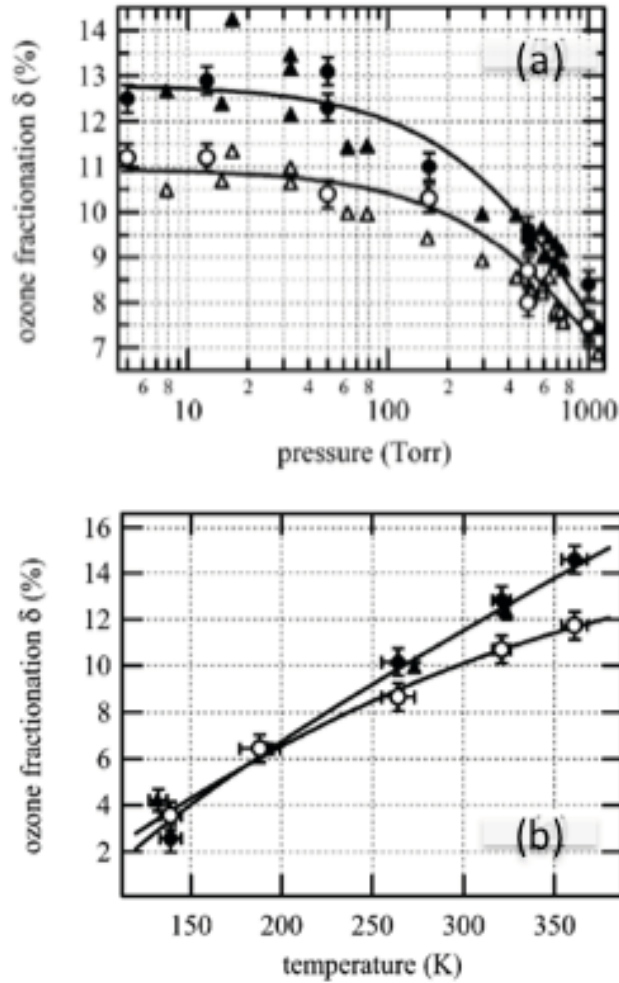 (a)
ozone fractionation δ (%)
14
13
12
11
10
9
8
7
6 8 2 4 6 8 2 4 6 8
10 100 1000
pressure (Torr)
(b)
ozone fractionation δ (%)
16
14
12
10
8
6
4
2
150 200 250 300 350
temperature (K)